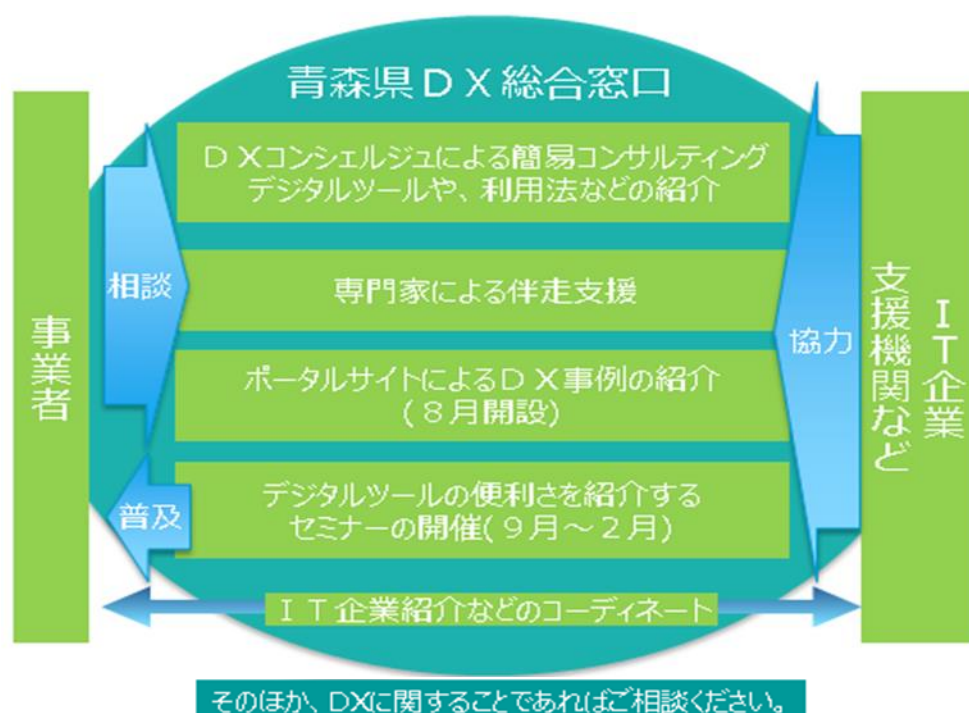 青森県ＤＸ総合窓口
ＤＸコンシェルジュによる簡易コンサルティング
デジタルツールや、利用法などの紹介
相談
専門家による伴走支援
協力
ポータルサイトによるＤＸ事例の紹介
(８月開設)
普及
デジタルツールの便利さを紹介する
セミナーの開催(９月～２月)
事業者
ＩＴ企業
支援機関など
ＩＴ企業紹介などのコーディネート
そのほか、DXに関することであればご相談ください。